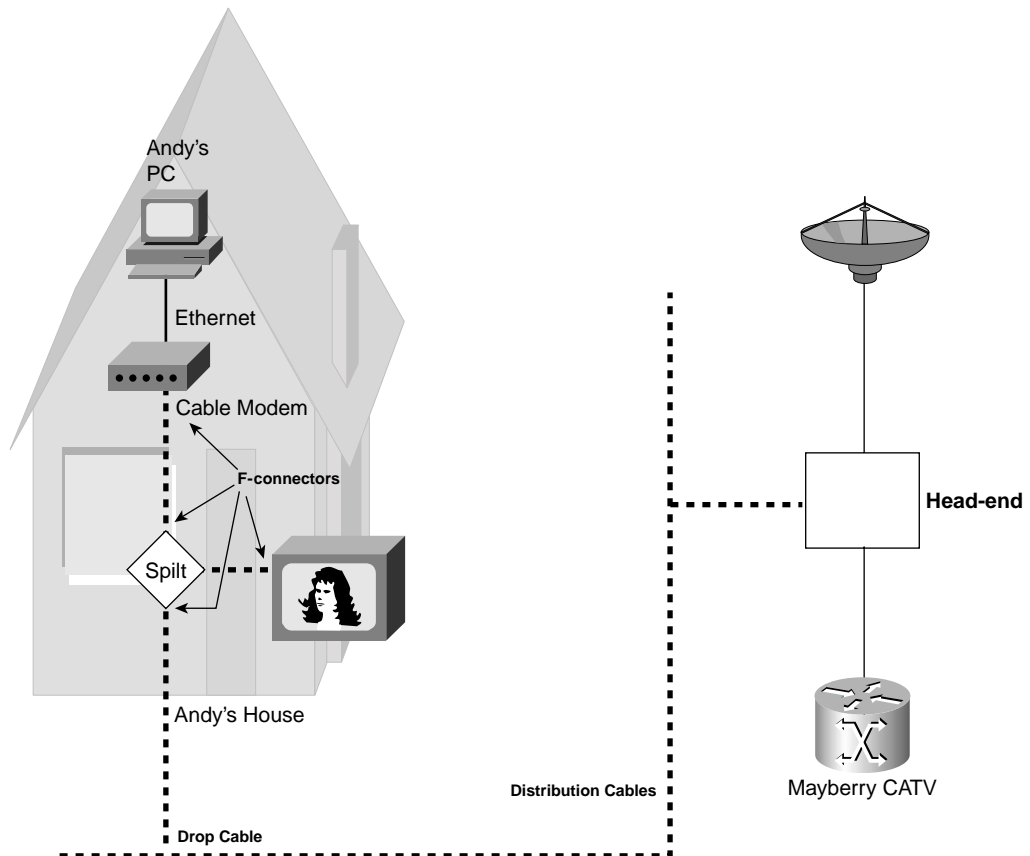 Andy’s
PC
Ethernet
Cable Modem
F-connectors
Head-end
Spilt
Andy’s House
Mayberry CATV
Distribution Cables
Drop Cable